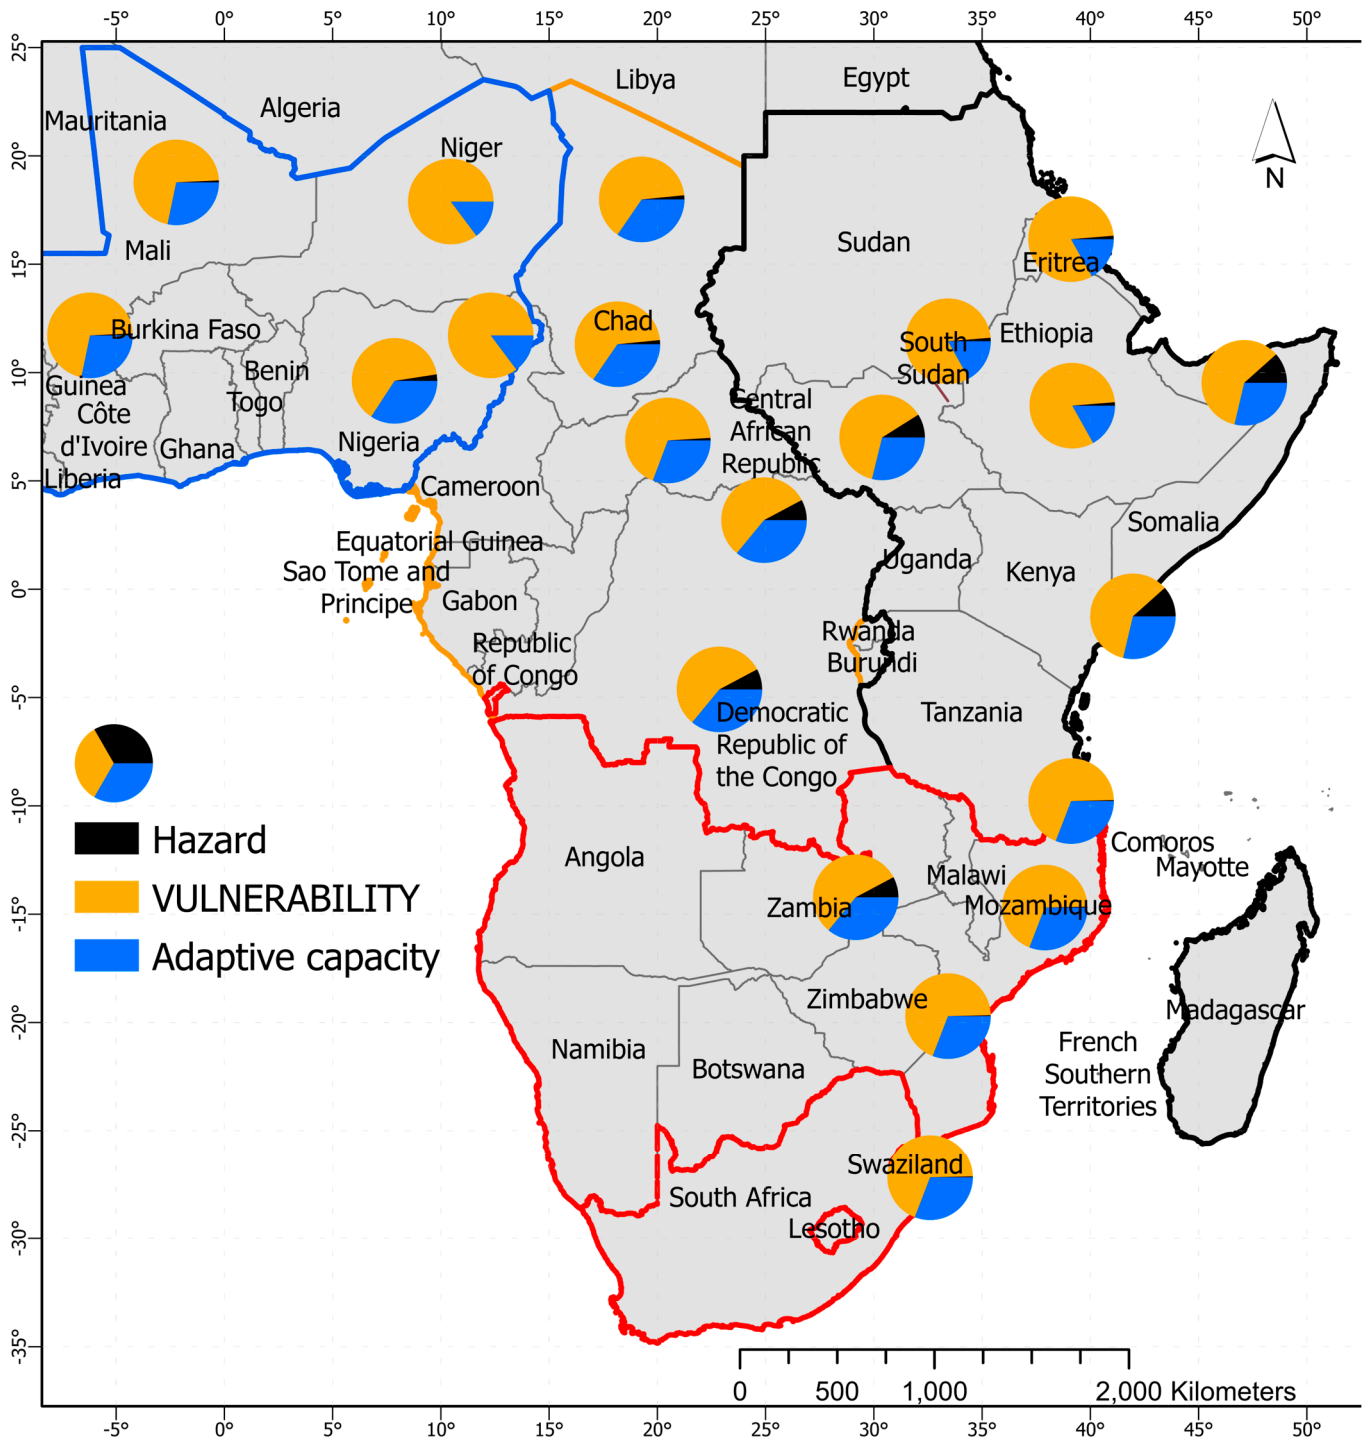 -5° 0° 5° 10° 15° 20° 25° 30° 35° 40° 45° 50°
25°
Libya
Egypt
Algeria
Mauritania
Niger
20°
N
Sudan
Mali
15°
Eritrea
Chad
Burkina Faso
Ethiopia
South
Sudan
10°
Benin
Guinea
Togo
Central
African
Republic
Côte
d'Ivoire
Ghana
Nigeria
Liberia
5°
Cameroon
Somalia
Equatorial Guinea
Uganda
Kenya
Sao Tome and
Principe
0°
Gabon
Rwanda
Republic
of Congo
Burundi
-5°
Democratic
Republic of
the Congo
Tanzania
-10°
Hazard
VULNERABILITY
Adaptive capacity
Angola
Comoros
Mayotte
Malawi
Zambia
Mozambique
-15°
Zimbabwe
Madagascar
-20°
Namibia
Botswana
French
Southern
Territories
-25°
Swaziland
South Africa
Lesotho
-30°
-35°
0 500 1,000 2,000 Kilometers
-5° 0° 5° 10° 15° 20° 25° 30° 35° 40° 45° 50°